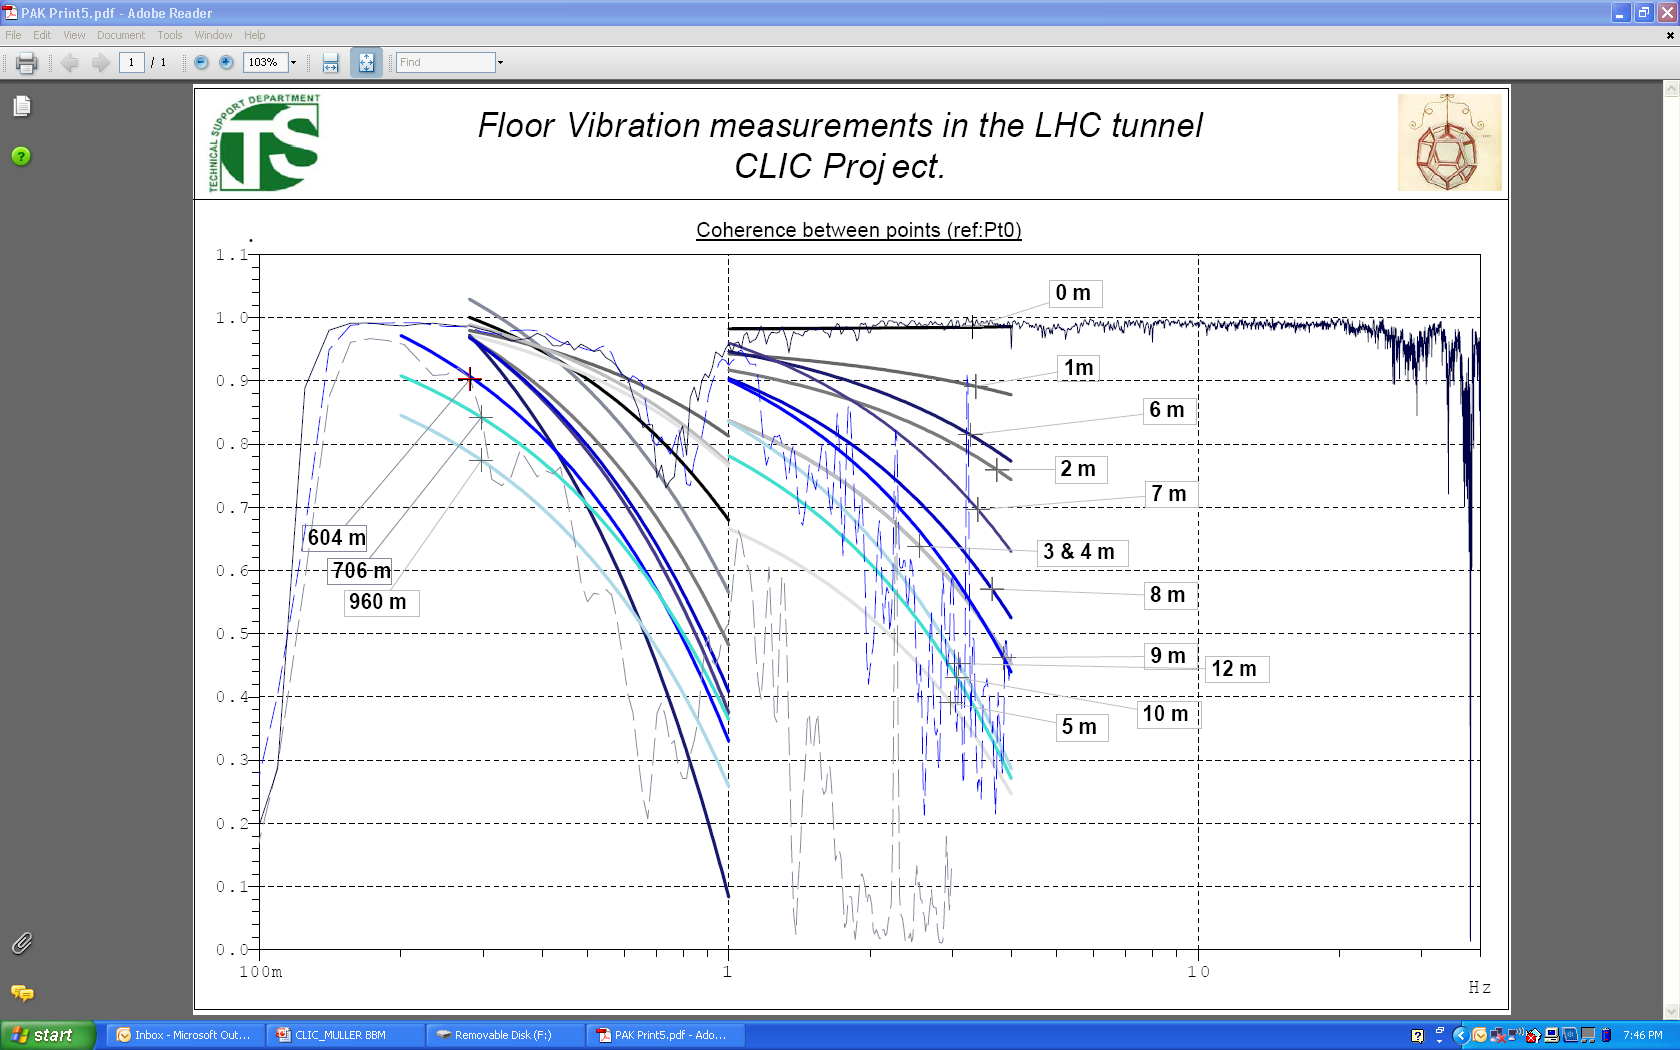 PAK Print5.pdf - Adobe Reader
File Edit View Document Tools Window Help
1 / 1 103% Find
TECHNICAL SUPPORT DEPARTMENT
TS
Floor Vibration measurements in the LHC tunnel
CLIC Project.
Coherence between points (ref:Pt0)
1.1
1.0
0.9
0.8
0.7
0.6
0.5
0.4
0.3
0.2
0.1
0.0
0 m
1m
6 m
2 m
7 m
3 & 4 m
8 m
9 m
12 m
10 m
5 m
604 m
706 m
960 m
100m 1 10
Hz
start Inbox - Microsoft Out... CLIC_MULLER BBM Removable Disk (F:) PAK Print5.pdf - Ado... 7:46 PM